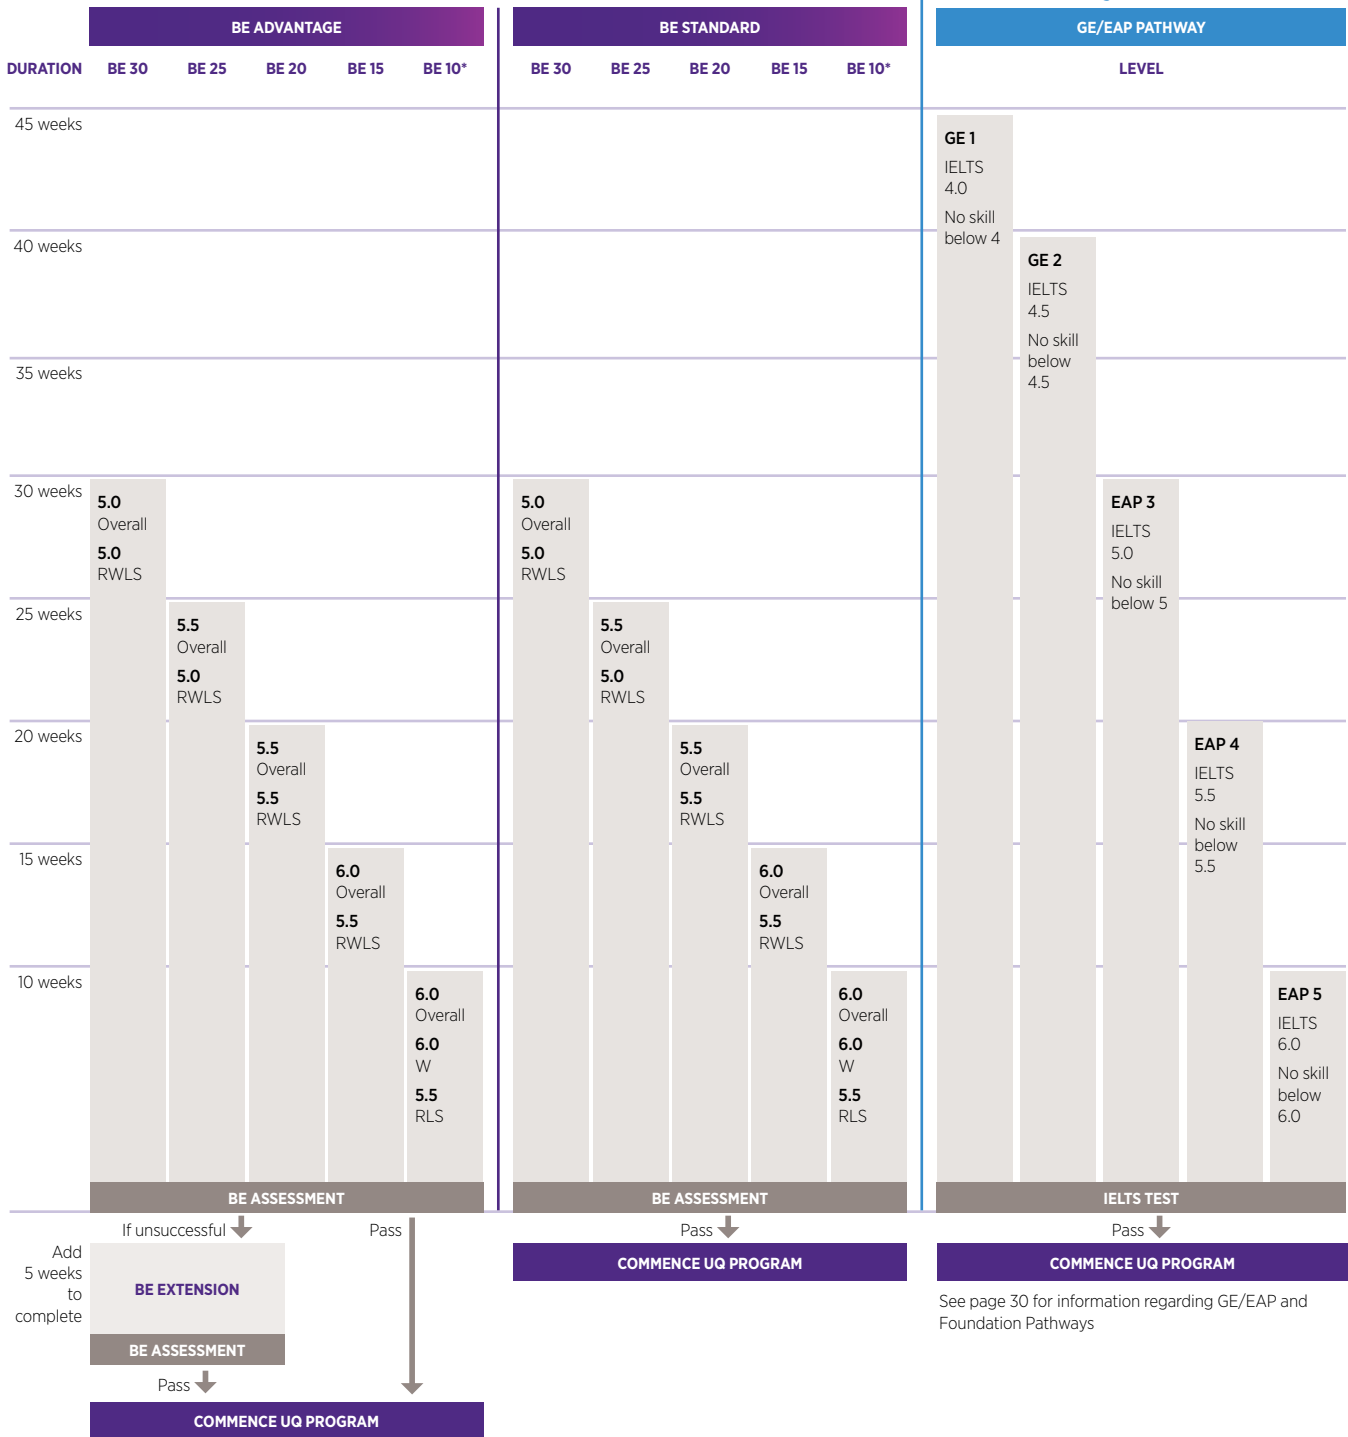 BE ADVANTAGE
BE STANDARD
GE/EAP PATHWAY
DURATION BE 30 BE 25 BE 20 BE 15 BE 10*
BE 30 BE 25 BE 20 BE 15 BE 10*
LEVEL
45 weeks
40 weeks
35 weeks
30 weeks
25 weeks
20 weeks
15 weeks
10 weeks
5.0
Overall
5.0
RWLS
5.5
Overall
5.0
RWLS
5.5
Overall
5.5
RWLS
6.0
Overall
5.5
RWLS
6.0
Overall
6.0
W
5.5
RLS
BE ASSESSMENT
If unsuccessful
Pass
Add
5 weeks
to
complete
BE EXTENSION
BE ASSESSMENT
Pass
COMMENCE UQ PROGRAM
5.0
Overall
5.0
RWLS
5.5
Overall
5.0
RWLS
5.5
Overall
5.5
RWLS
6.0
Overall
5.5
RWLS
6.0
Overall
6.0
W
5.5
RLS
BE ASSESSMENT
Pass
COMMENCE UQ PROGRAM
GE 1
IELTS
4.0
No skill
below 4
GE 2
IELTS
4.5
No skill
below
4.5
EAP 3
IELTS
5.0
No skill
below 5
EAP 4
IELTS
5.5
No skill
below
5.5
EAP 5
IELTS
6.0
No skill
below
6.0
IELTS TEST
Pass
COMMENCE UQ PROGRAM
See page 30 for information regarding GE/EAP and
Foundation Pathways